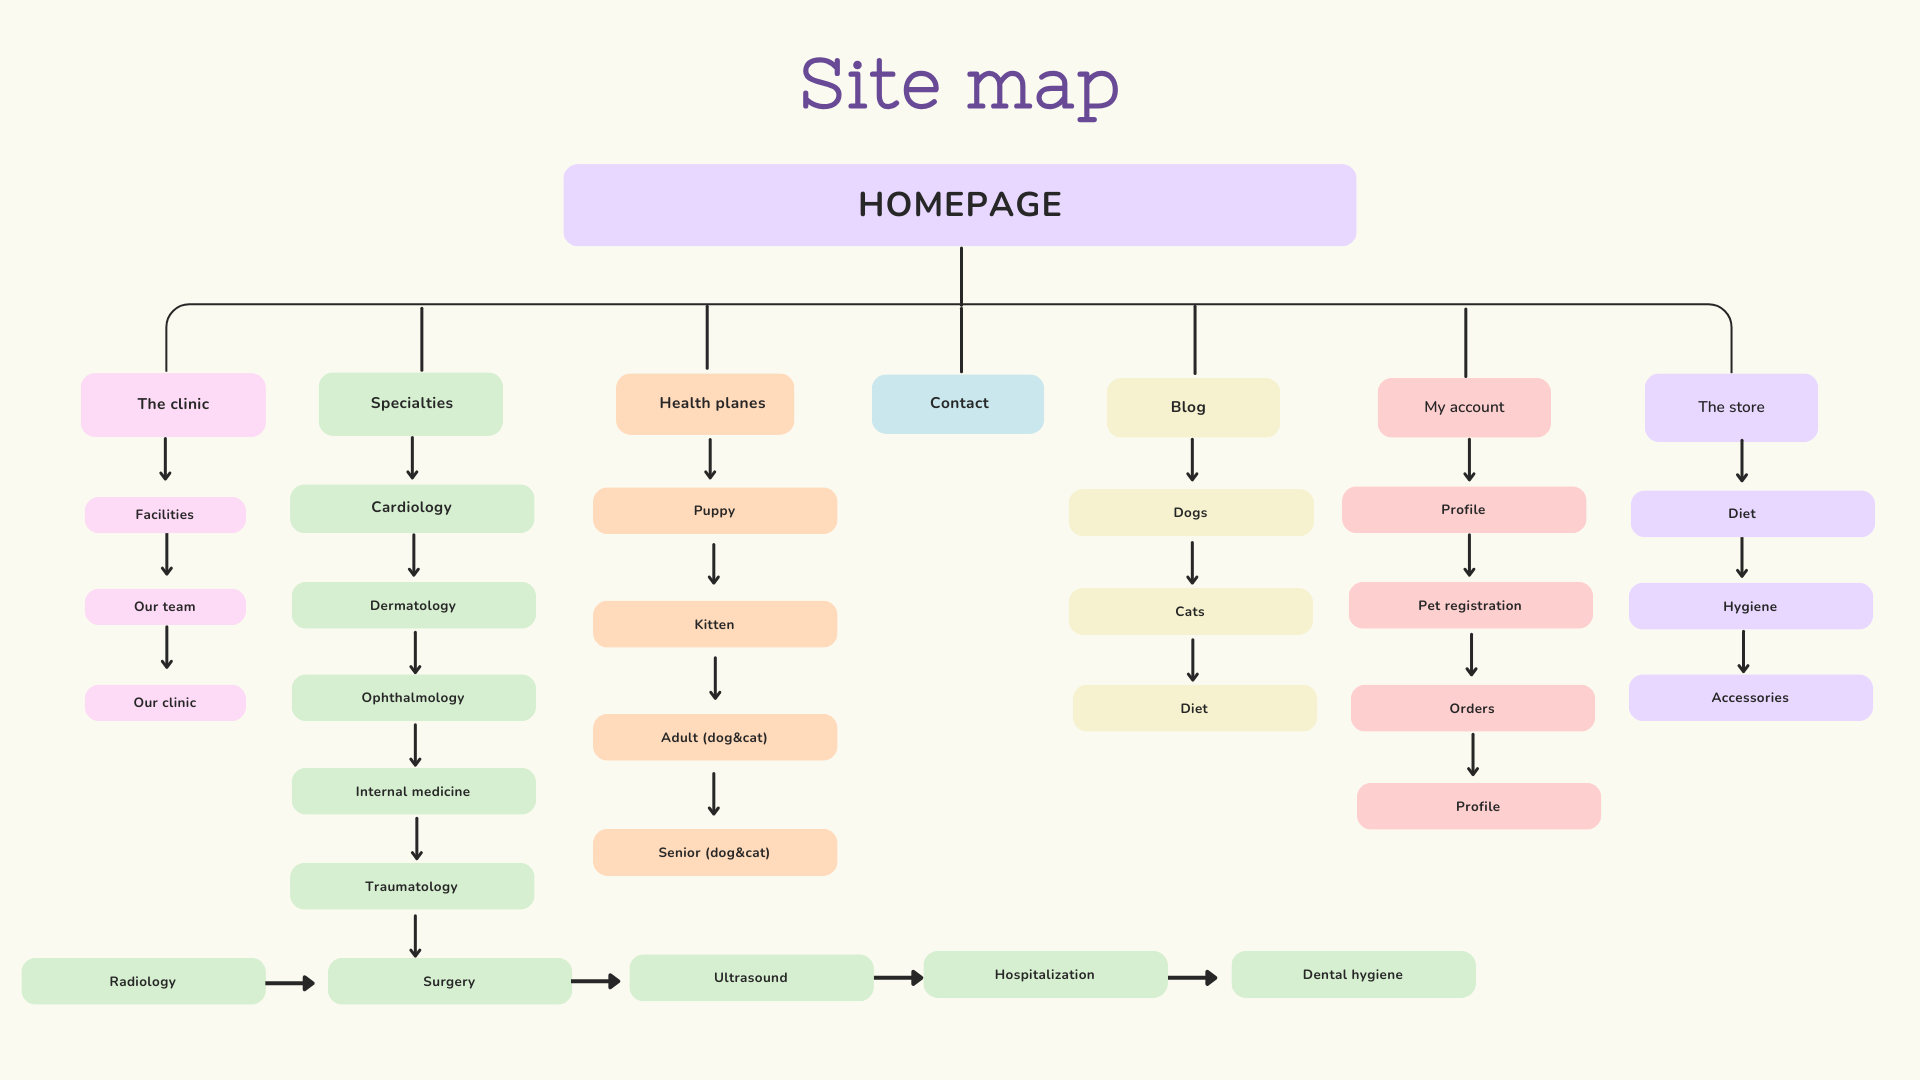 Site map
HOMEPAGE
The clinic
Specialties
Health planes
Contact
Blog
My account
The store
Facilities
Our team
Our clinic
Cardiology
Dermatology
Ophthalmology
Internal medicine
Traumatology
Puppy
Kitten
Adult (dog&cat)
Senior (dog&cat)
Dogs
Cats
Diet
Profile
Pet registration
Orders
Profile
Diet
Hygiene
Accessories
Radiology
Surgery
Ultrasound
Hospitalization
Dental hygiene